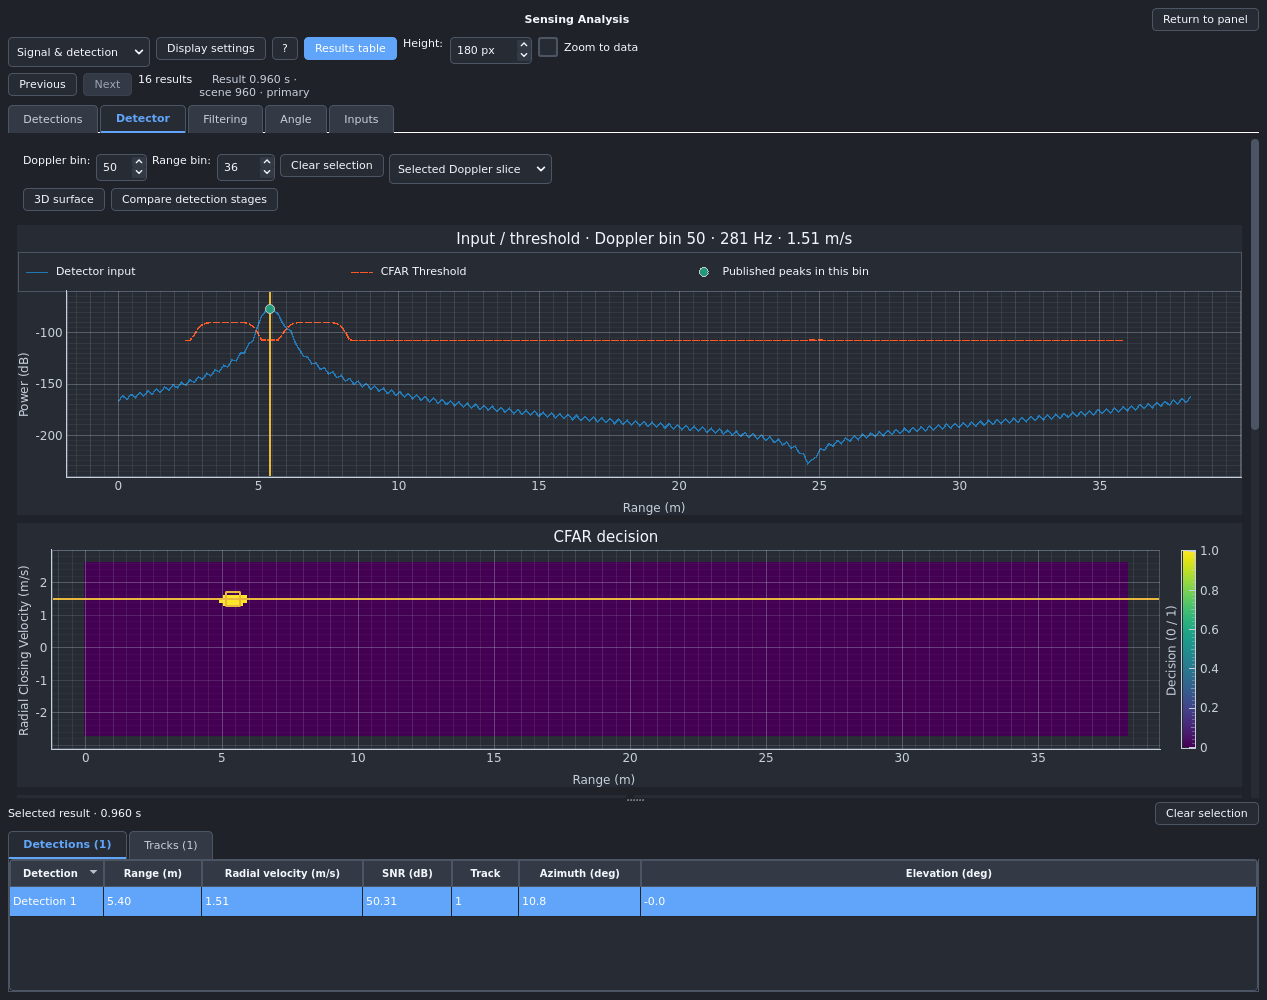 Sensing Analysis
Return to panel
Signal & detection
Display settings
?
Results table
Height:
180 px
Zoom to data
Previous
Next
16 results
Result 0.960 s ·
scene 960 · primary
Detections
Detector
Filtering
Angle
Inputs
Doppler bin:
50
Range bin:
36
Clear selection
Selected Doppler slice
3D surface
Compare detection stages
Input / threshold · Doppler bin 50 · 281 Hz · 1.51 m/s
Detector input
CFAR Threshold
Published peaks in this bin
Power (dB)
-100
-150
-200
0 5 10 15 20 25 30 35
Range (m)
CFAR decision
Radial Closing Velocity (m/s)
2
1
0
-1
-2
0 5 10 15 20 25 30 35
Range (m)
Decision (0 / 1)
1.0
0.8
0.6
0.4
0.2
0
Selected result · 0.960 s
Clear selection
Detections (1)
Tracks (1)
Detection Range (m) Radial velocity (m/s) SNR (dB) Track Azimuth (deg) Elevation (deg)
Detection 1 5.40 1.51 50.31 1 10.8 -0.0